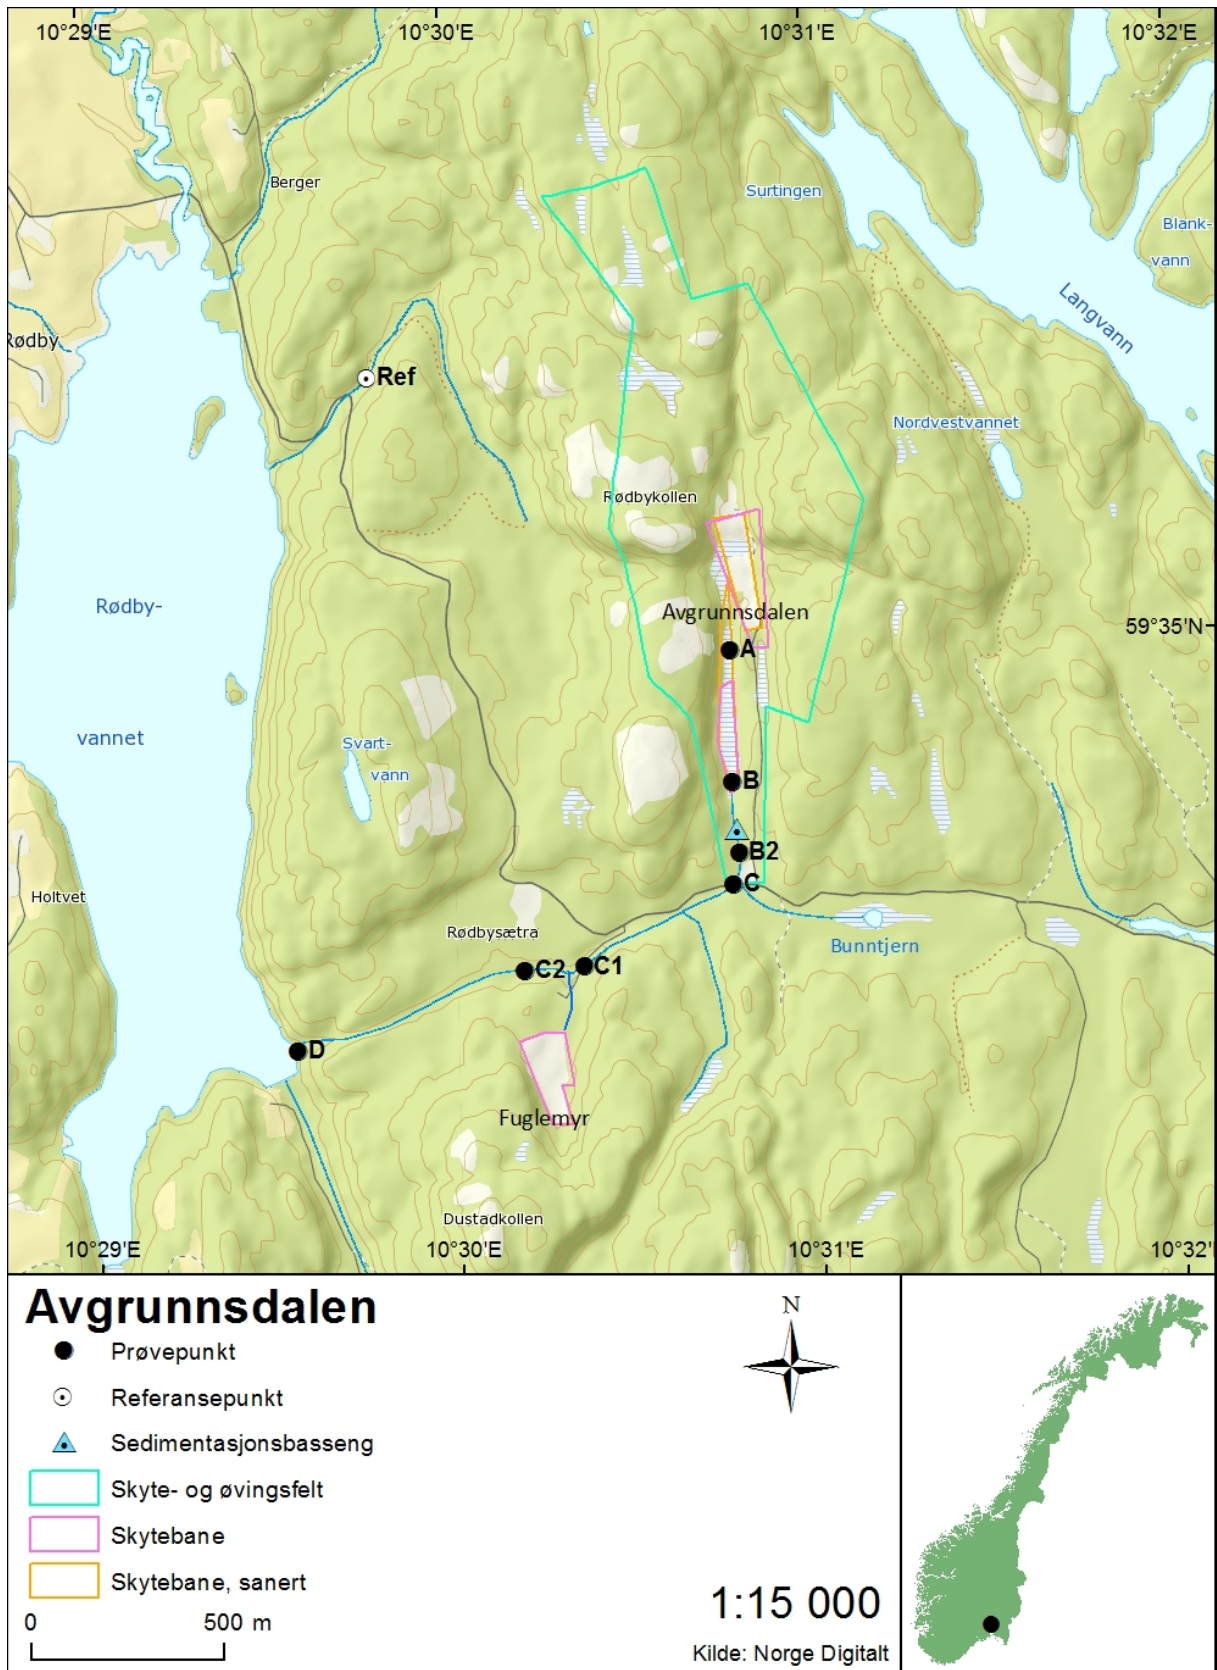 10°29'E
10°30'E
10°31'E
10°32'E
Berger
Surtingen
Blank-
vann
Langvann
Rødby
Ref
Nordvestvannet
Rødbykollen
Rødby-
vannet
Avgrunnsdalen
59°35'N
A
Svart-
vann
B
B2
C
Holtvet
Rødbysætra
Bunntjern
C2
C1
D
Fuglemyr
Dustadkollen
10°29'E
10°30'E
10°31'E
10°32'
Avgrunnsdalen
Prøvepunkt
Referansepunkt
Sedimentasjonsbasseng
Skyte- og øvingsfelt
Skytebane
Skytebane, sanert
0 500 m
N
1:15 000
Kilde: Norge Digitalt